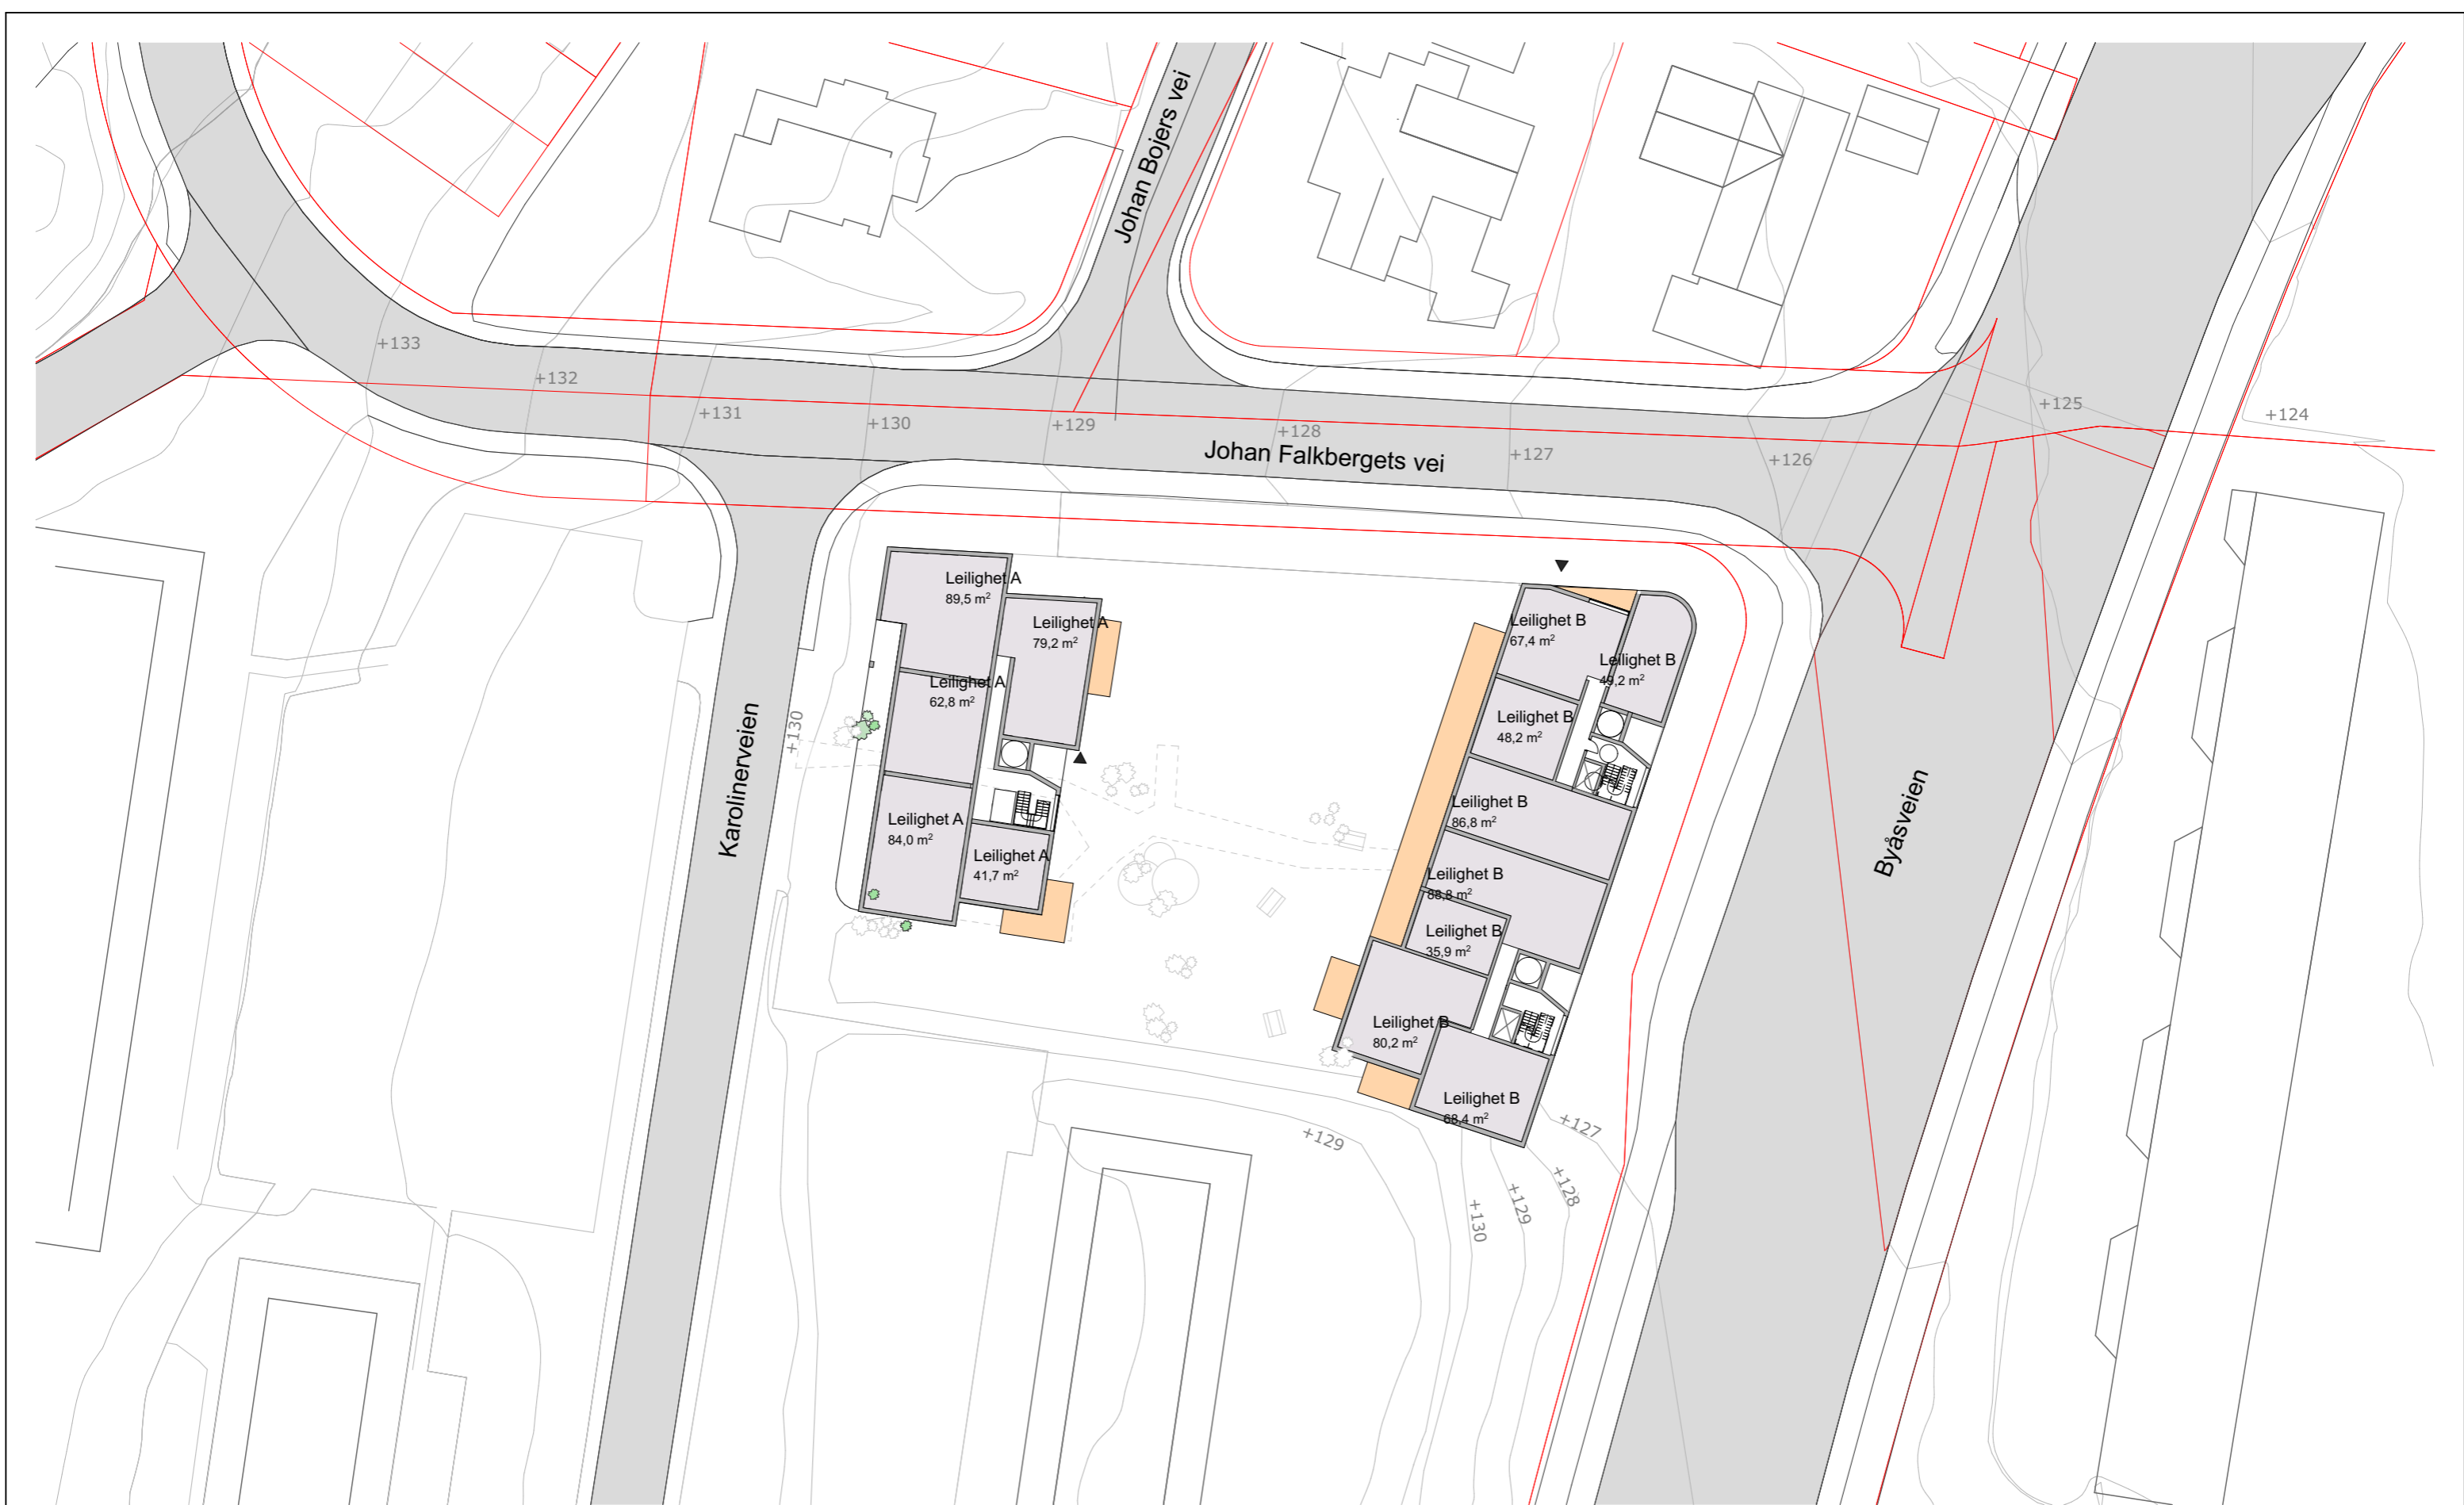 Johan Bojers vei
+133
+132
+131
+130
+129
+128
+127
+126
+125
+124
Johan Falkbergets vei
Karolinerveien
+130
Byåsveien
Leilighet A
89,5 m²
Leilighet A
79,2 m²
Leilighet A
62,8 m²
Leilighet A
84,0 m²
Leilighet A
41,7 m²
Leilighet B
67,4 m²
Leilighet B
49,2 m²
Leilighet B
48,2 m²
Leilighet B
86,8 m²
Leilighet B
88,8 m²
Leilighet B
35,9 m²
Leilighet B
80,2 m²
Leilighet B
68,4 m²
+129
+127
+128
+129
+130